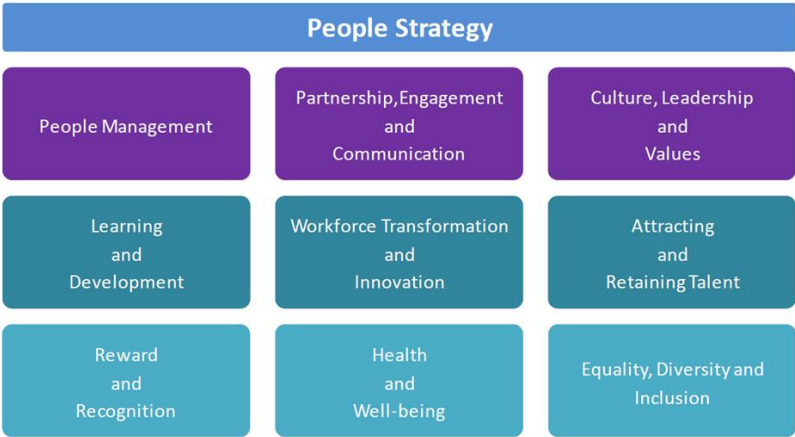 People Strategy
People Management
Partnership, Engagement
and
Communication
Culture, Leadership
and
Values
Learning
and
Development
Workforce Transformation
and
Innovation
Attracting
and
Retaining Talent
Reward
and
Recognition
Health
and
Well-being
Equality, Diversity and
Inclusion